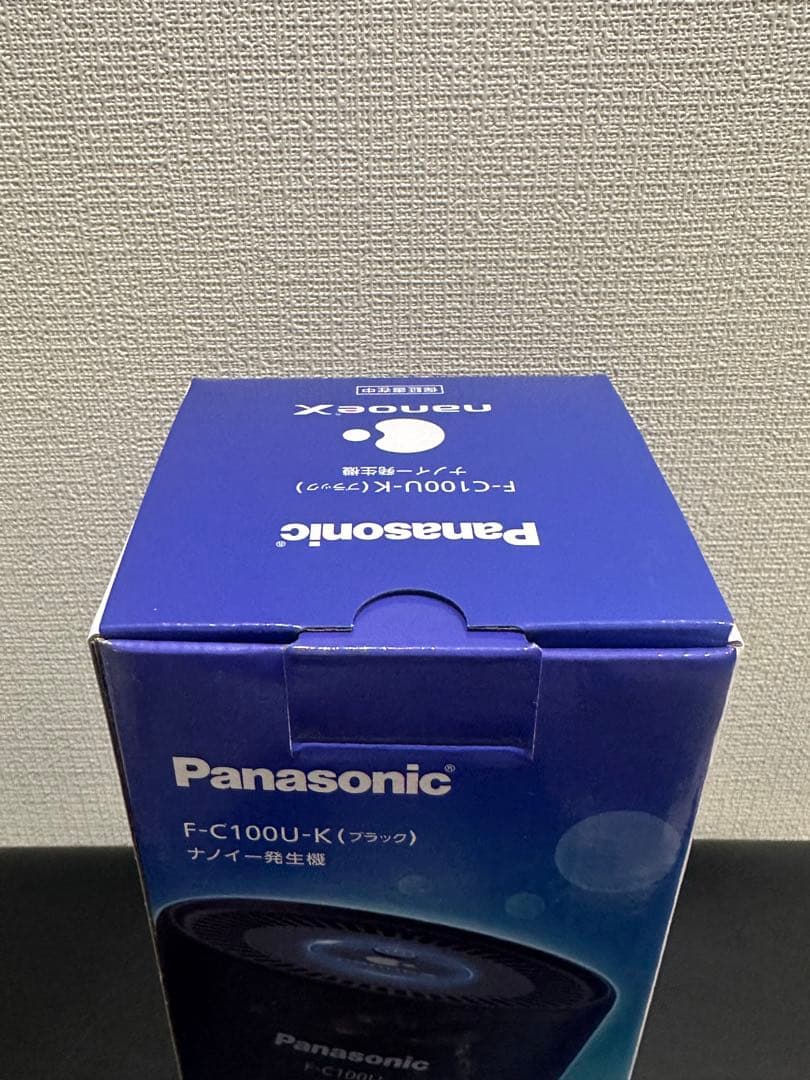 保証書在中
nanoeX
ナノイー発生機
F-C100U-K(ブラック)
Panasonic®
Panasonic®
F-C100U-K(ブラック)
ナノイー発生機
Panasonic
F-C100U